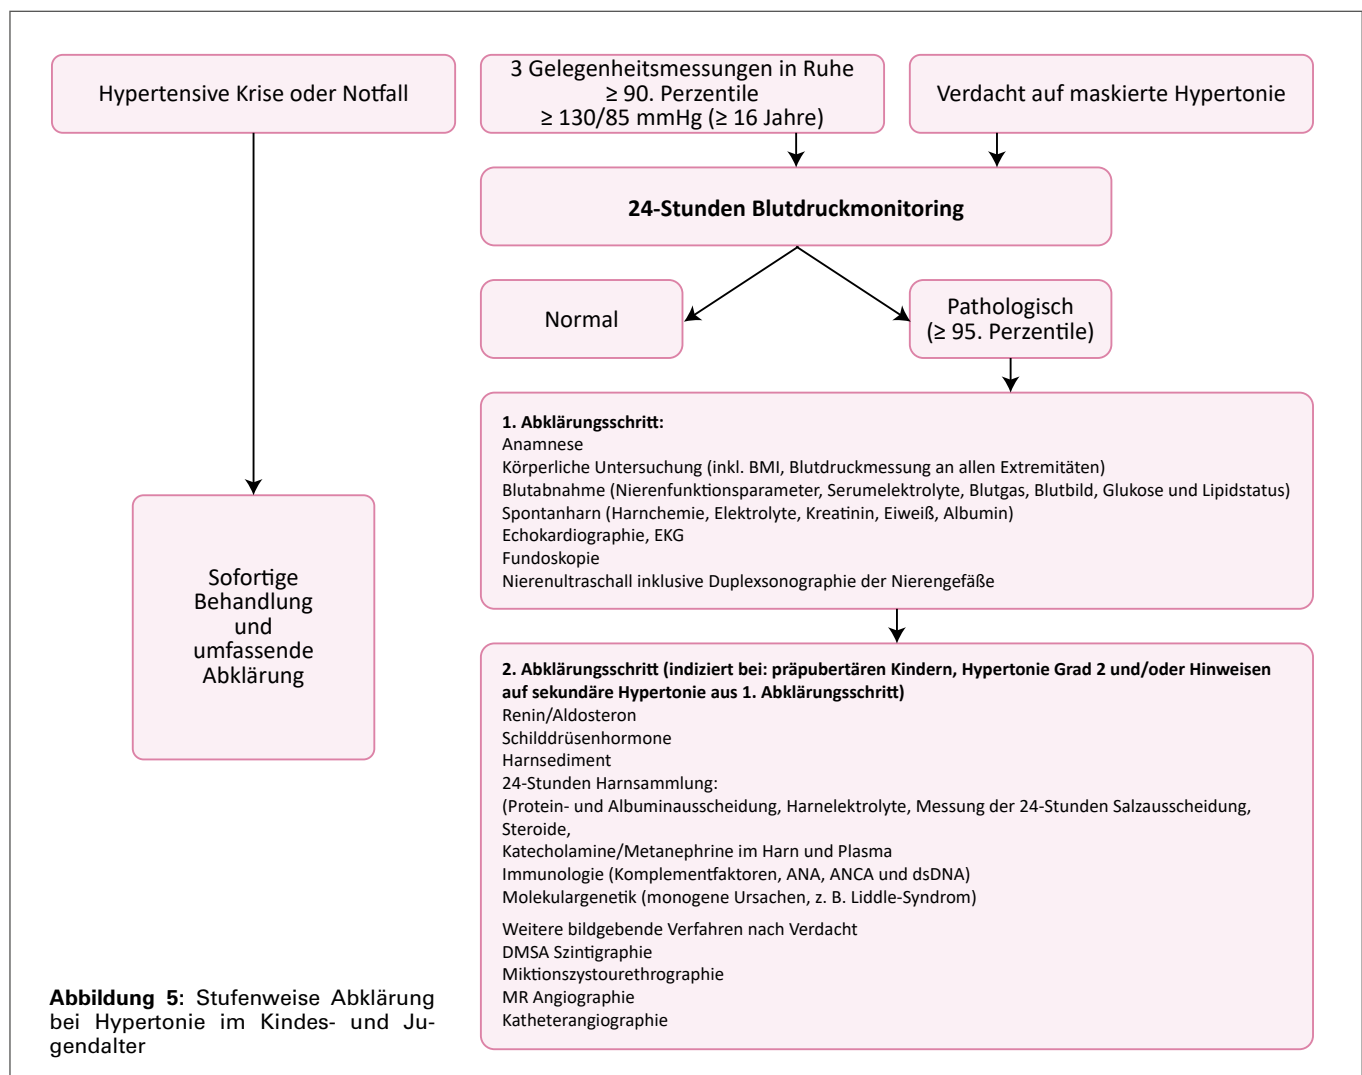 Hypertensive Krise oder Notfall
3 Gelegenheitsmessungen in Ruhe
≥ 90. Perzentile
≥ 130/85 mmHg (≥ 16 Jahre)
Verdacht auf maskierte Hypertonie
24-Stunden Blutdruckmonitoring
Normal
Pathologisch
(≥ 95. Perzentile)
1. Abklärungsschritt:
Anamnese
Körperliche Untersuchung (inkl. BMI, Blutdruckmessung an allen Extremitäten)
Blutabnahme (Nierenfunktionsparameter, Serumelektrolyte, Blutgas, Blutbild, Glukose und Lipidstatus)
Spontanharn (Harnchemie, Elektrolyte, Kreatinin, Eiweiß, Albumin)
Echokardiographie, EKG
Fundoskopie
Nierenultraschall inklusive Duplexsonographie der Nierengefäße
Sofortige
Behandlung
und
umfassende
Abklärung
2. Abklärungsschritt (indiziert bei: präpubertären Kindern, Hypertonie Grad 2 und/oder Hinweisen
auf sekundäre Hypertonie aus 1. Abklärungsschritt)
Renin/Aldosteron
Schilddrüsenhormone
Harnsediment
24-Stunden Harnsammlung:
(Protein- und Albuminausscheidung, Harnelektrolyte, Messung der 24-Stunden Salzausscheidung,
Steroide,
Katecholamine/Metanephrine im Harn und Plasma
Immunologie (Komplementfaktoren, ANA, ANCA und dsDNA)
Molekulargenetik (monogene Ursachen, z. B. Liddle-Syndrom)
Weitere bildgebende Verfahren nach Verdacht
DMSA Szintigraphie
Miktionszystourethrographie
MR Angiographie
Katheterangiographie
Abbildung 5: Stufenweise Abklärung
bei Hypertonie im Kindes- und Ju-
gendalter